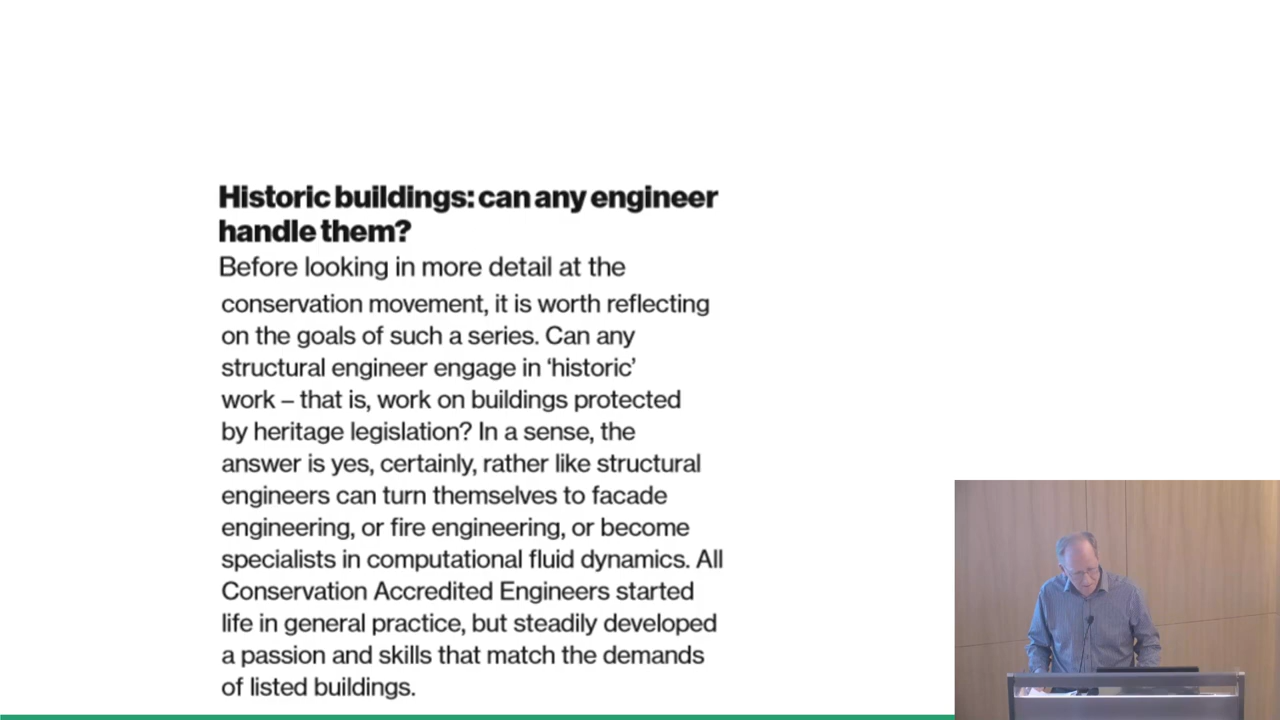 Historic buildings: can any engineer
handle them?
Before looking in more detail at the
conservation movement, it is worth reflecting
on the goals of such a series. Can any
structural engineer engage in ‘historic’
work – that is, work on buildings protected
by heritage legislation? In a sense, the
answer is yes, certainly, rather like structural
engineers can turn themselves to facade
engineering, or fire engineering, or become
specialists in computational fluid dynamics. All
Conservation Accredited Engineers started
life in general practice, but steadily developed
a passion and skills that match the demands
of listed buildings.